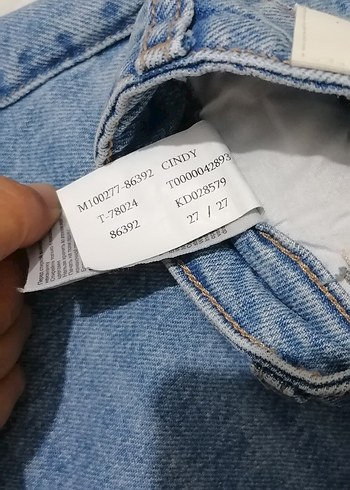 M100277-86392 CINDY
T-78024 T0000042893
86392 KD028579
27 / 27